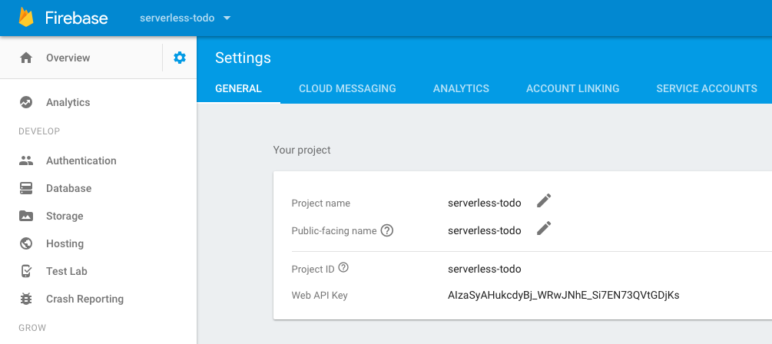 Firebase serverless-todo
Overview
Settings
GENERAL CLOUD MESSAGING ANALYTICS ACCOUNT LINKING SERVICE ACCOUNTS
Analytics
DEVELOP
Authentication
Database
Storage
Hosting
Test Lab
Crash Reporting
GROW
Your project
Project name serverless-todo
Public-facing name serverless-todo
Project ID serverless-todo
Web API Key AIzaSyAHukcdyBj_WRwJNhE_Si7EN73QVtGDjKs